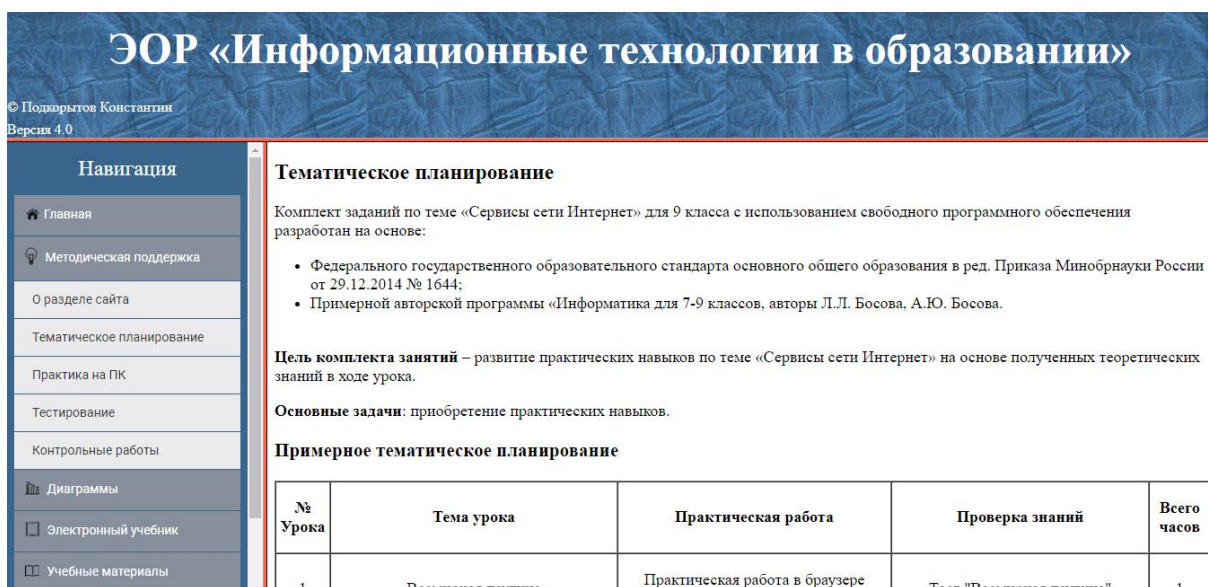 ЭОР «Информационные технологии в образовании»
© Подкорытов Константин
Версия 4.0
Навигация
Главная
Методическая поддержка
О разделе сайта
Тематическое планирование
Практика на ПК
Тестирование
Контрольные работы
Диаграммы
Электронный учебник
Учебные материалы
Тематическое планирование
Комплект заданий по теме «Сервисы сети Интернет» для 9 класса с использованием свободного программного обеспечения
разработан на основе:
• Федерального государственного образовательного стандарта основного общего образования в ред. Приказа Минобрнауки России
от 29.12.2014 № 1644;
• Примерной авторской программы «Информатика для 7-9 классов, авторы Л.Л. Босова, А.Ю. Босова.
Цель комплекта занятий – развитие практических навыков по теме «Сервисы сети Интернет» на основе полученных теоретических
знаний в ходе урока.
Основные задачи: приобретение практических навыков.
Примерное тематическое планирование
№ Урока
Тема урока
Практическая работа
Проверка знаний
Всего часов
Практическая работа в браузере